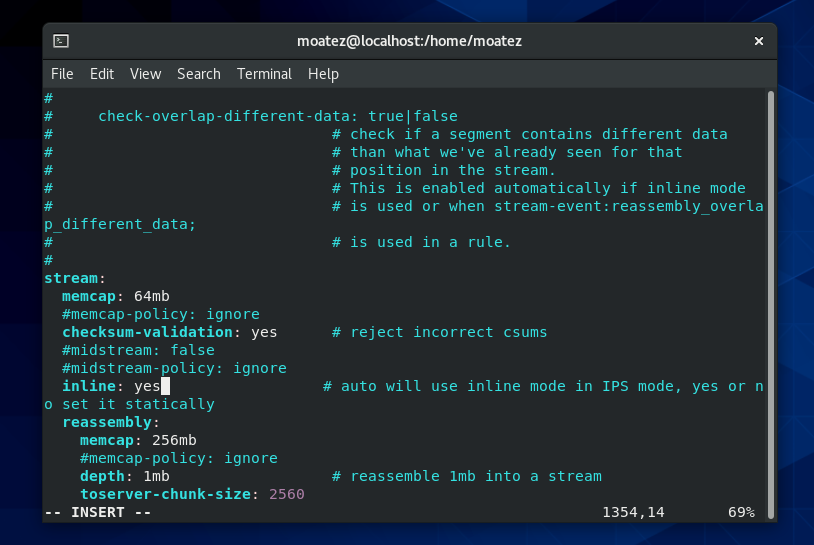 moatez@localhost:/home/moatez
×
File Edit View Search Terminal Help
#
#     check-overlap-different-data: true|false
#                               # check if a segment contains different data
#                               # than what we've already seen for that
#                               # position in the stream.
#                               # This is enabled automatically if inline mode
#                               # is used or when stream-event:reassembly_overla
p_different_data;
#                               # is used in a rule.
#
stream:
  memcap: 64mb
  #memcap-policy: ignore
  checksum-validation: yes      # reject incorrect csums
  #midstream: false
  #midstream-policy: ignore
  inline: yes                  # auto will use inline mode in IPS mode, yes or n
o set it statically
  reassembly:
    memcap: 256mb
    #memcap-policy: ignore
    depth: 1mb                  # reassemble 1mb into a stream
    toserver-chunk-size: 2560
-- INSERT --                                                  1354,14       69%